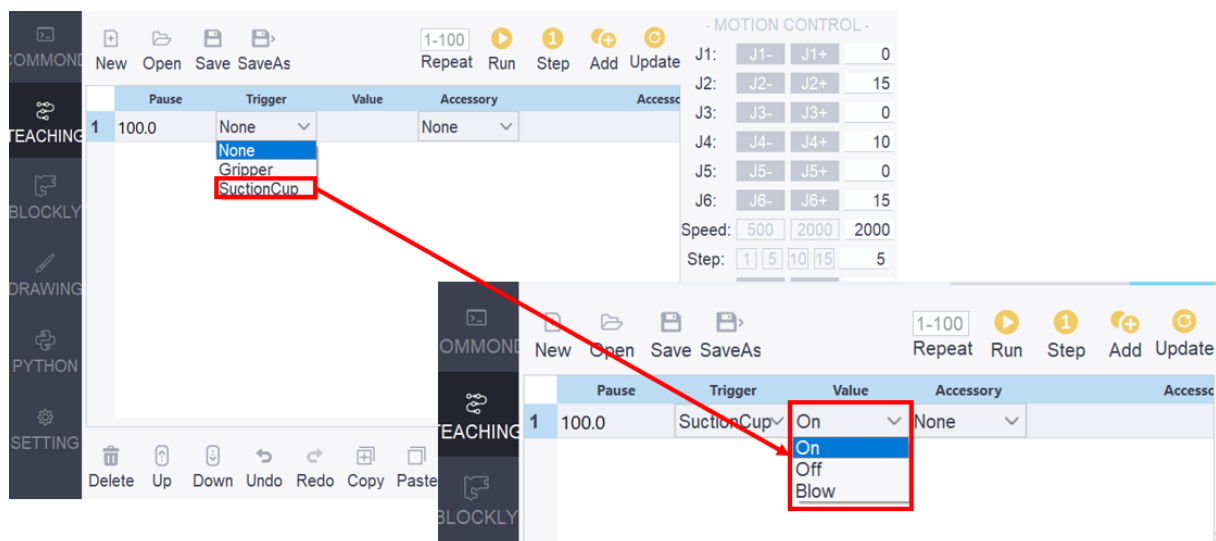 - MOTION CONTROL -
COMMOND
New Open Save SaveAs
1-100
Repeat Run 1 Step Add Update
J1: J1- J1+ 0
J2: J2- J2+ 15
J3: J3- J3+ 0
J4: J4- J4+ 10
J5: J5- J5+ 0
J6: J6- J6+ 15
Speed: 500 2000 2000
Step: 1 5 10 15 5
Pause Trigger Value Accessory Accessc
1 100.0 None None
None
Gripper
SuctionCup
TEACHING
BLOCKLY
DRAWING
PYTHON
SETTING
Delete Up Down Undo Redo Copy Paste
OMMOND
New Open Save SaveAs
1-100
Repeat Run 1 Step Add Update
Pause Trigger Value Accessory Accessc
1 100.0 SuctionCup On None
On
Off
Blow
TEACHING
BLOCKLY